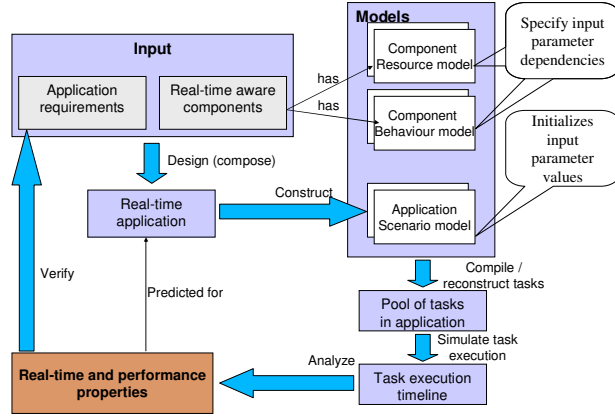 Input
Application
requirements
Real-time aware
components
Models
Component
Resource model
Component
Behaviour model
Application
Scenario model
has
has
Specify input
parameter
dependencies
Initializes
input
parameter
values
Design (compose)
Real-time
application
Construct
Compile /
reconstruct tasks
Pool of tasks
in application
Simulate task
execution
Task execution
timeline
Analyze
Real-time and performance
properties
Verify
Predicted for